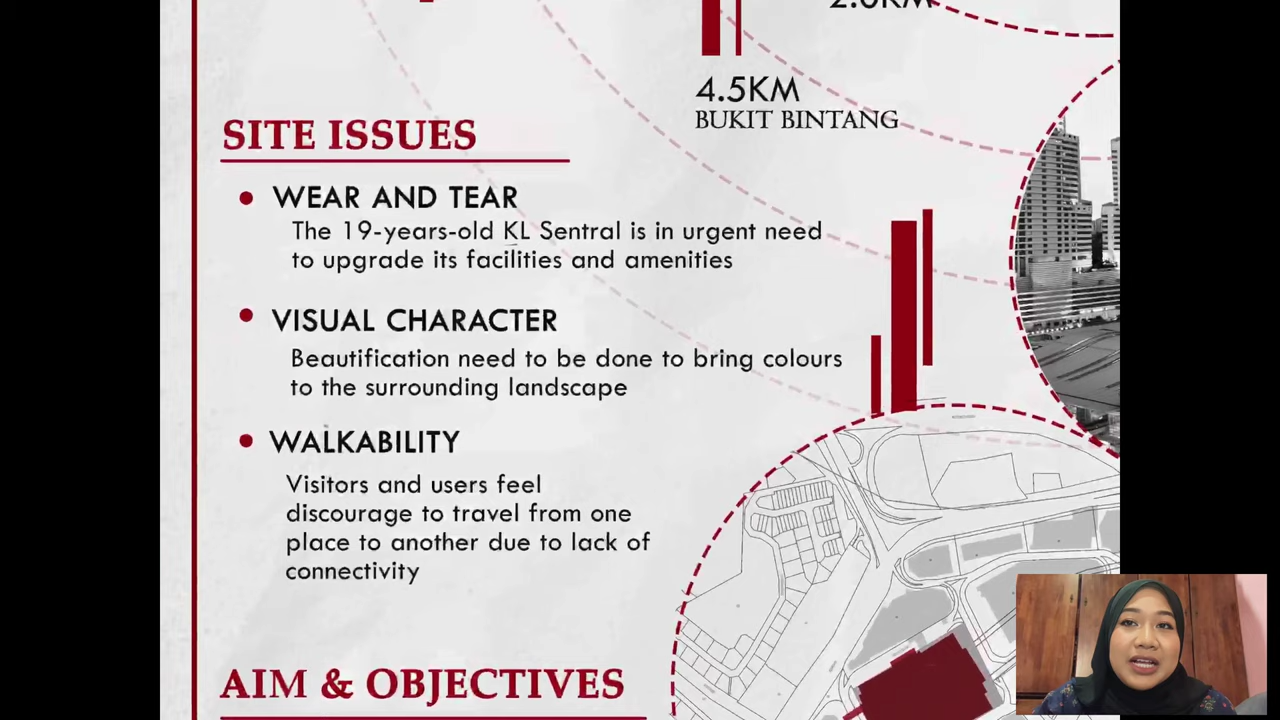 2.0KM
4.5KM
BUKIT BINTANG
SITE ISSUES
WEAR AND TEAR
The 19-years-old KL Sentral is in urgent need
to upgrade its facilities and amenities
VISUAL CHARACTER
Beautification need to be done to bring colours
to the surrounding landscape
WALKABILITY
Visitors and users feel
discourage to travel from one
place to another due to lack of
connectivity
AIM & OBJECTIVES